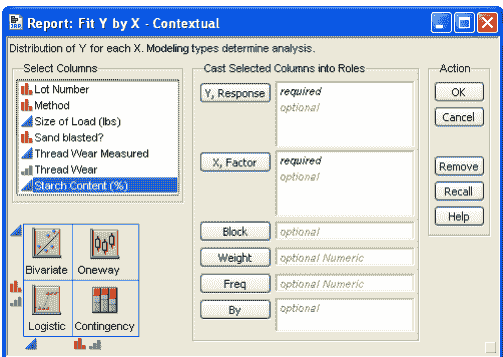 Report: Fit Y by X - Contextual
Distribution of Y for each X. Modeling types determine analysis.
Select Columns
Lot Number
Method
Size of Load (lbs)
Sand blasted?
Thread Wear Measured
Thread Wear
Starch Content (%)
Bivariate Oneway
Logistic Contingency
Cast Selected Columns into Roles
Y, Response required
optional
X, Factor required
optional
Block optional
Weight optional Numeric
Freq optional Numeric
By optional
Action
OK
Cancel
Remove
Recall
Help